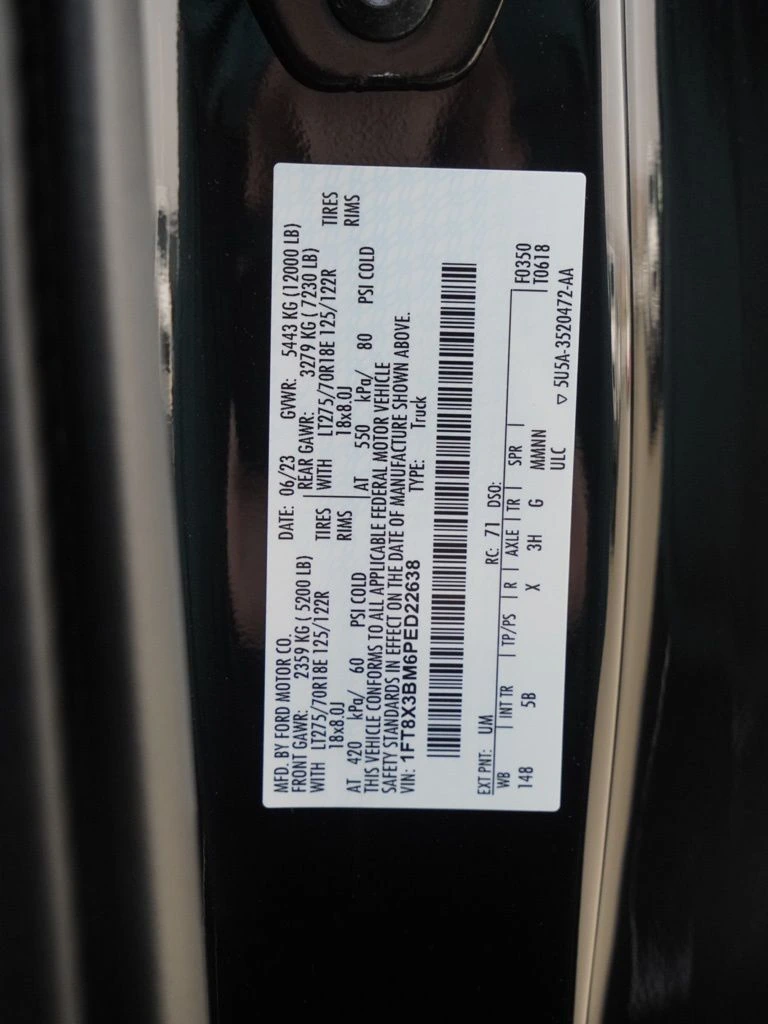 MFD. BY FORD MOTOR CO.
DATE: 06/23 GVWR: 5443 KG (12000 LB)
FRONT GAWR: 2359 KG ( 5200 LB) REAR GAWR: 3279 KG ( 7230 LB)
WITH LT275/70R18E 125/122R TIRES WITH LT275/70R18E 125/122R TIRES
18x8.0J RIMS 18x8.0J RIMS
AT 420 kPa/ 60 PSI COLD AT 550 kPa/ 80 PSI COLD
THIS VEHICLE CONFORMS TO ALL APPLICABLE FEDERAL MOTOR VEHICLE
SAFETY STANDARDS IN EFFECT ON THE DATE OF MANUFACTURE SHOWN ABOVE.
VIN: 1FT8X3BM6PED22638 TYPE: Truck
EXT PNT: UM RC: 71 DSO:
WB | INT TR | TP/PS | R | AXLE | TR | SPR | F0350
148 5B X 3H G MMNNN T0618
ULC ▽ 5U5A-3520472-AA